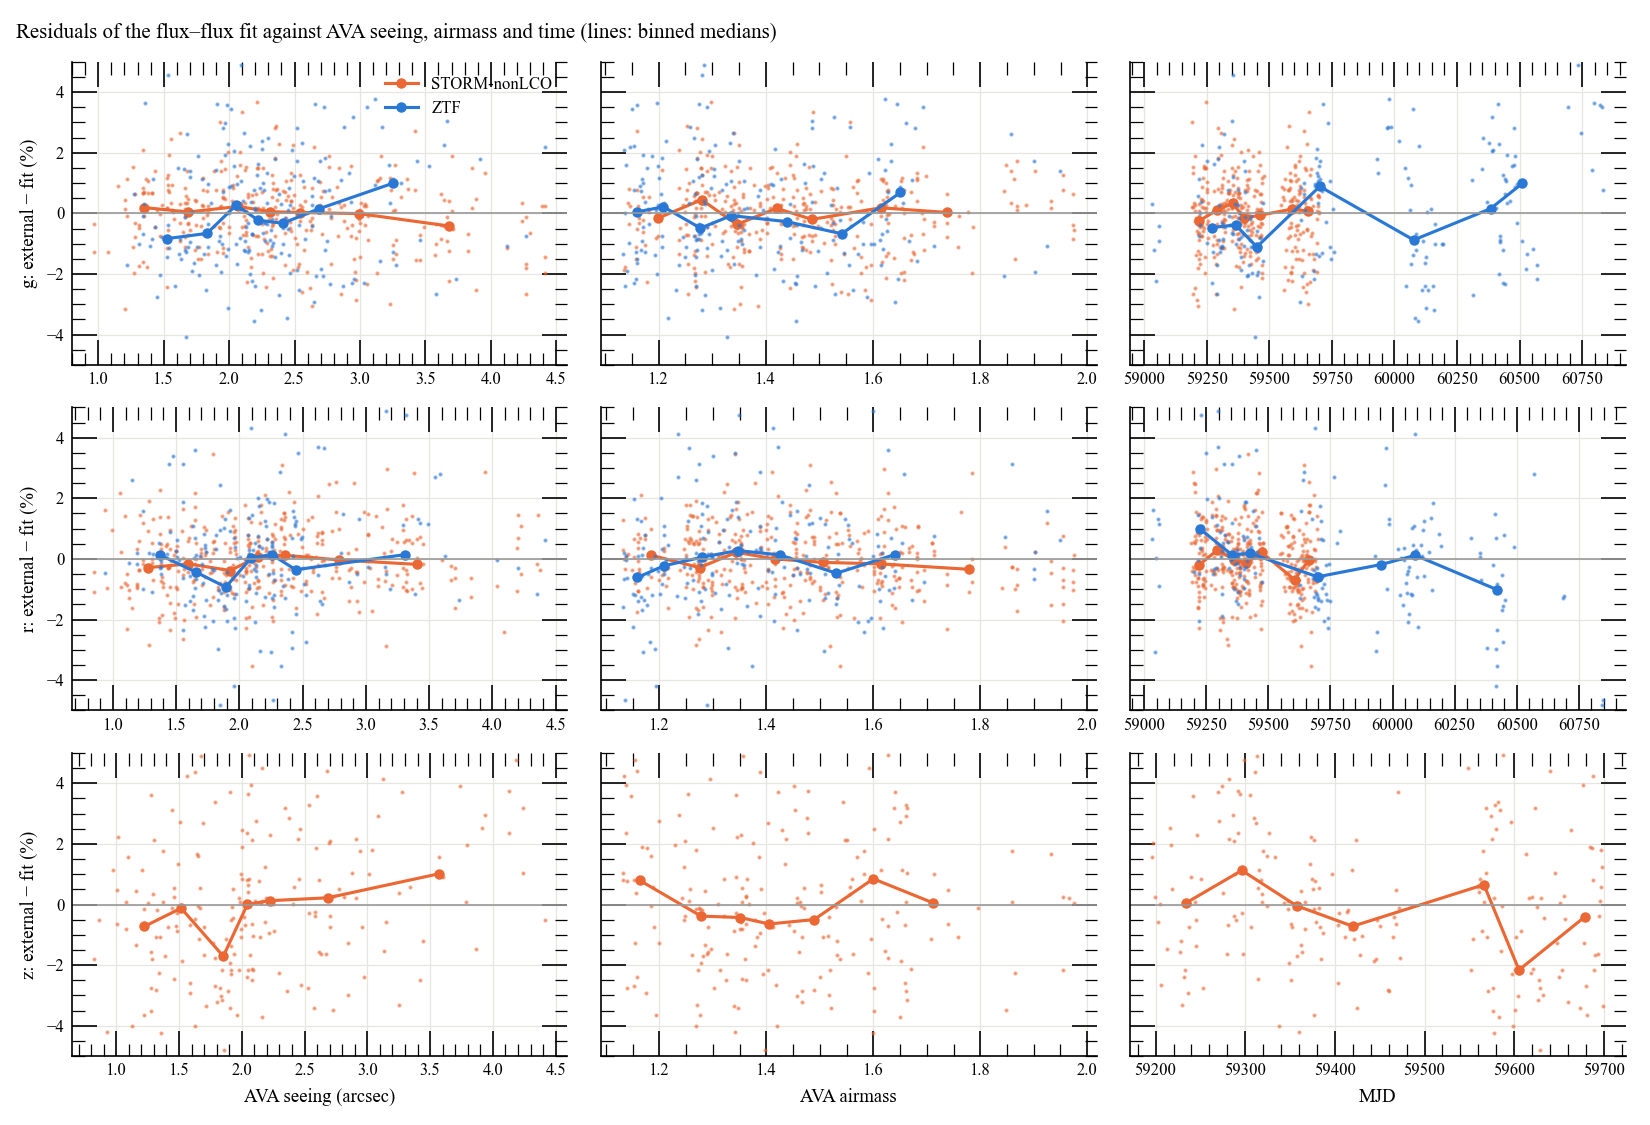 Residuals of the flux–flux fit against AVA seeing, airmass and time (lines: binned medians)
STORM-nonLCO
ZTF
g: external − fit (%)
4
2
0
−2
−4
1.0 1.5 2.0 2.5 3.0 3.5 4.0 4.5
1.2 1.4 1.6 1.8 2.0
59000 59250 59500 59750 60000 60250 60500 60750
r: external − fit (%)
4
2
0
−2
−4
1.0 1.5 2.0 2.5 3.0 3.5 4.0 4.5
1.2 1.4 1.6 1.8 2.0
59000 59250 59500 59750 60000 60250 60500 60750
z: external − fit (%)
4
2
0
−2
−4
1.0 1.5 2.0 2.5 3.0 3.5 4.0 4.5
1.2 1.4 1.6 1.8 2.0
59200 59300 59400 59500 59600 59700
AVA seeing (arcsec)
AVA airmass
MJD